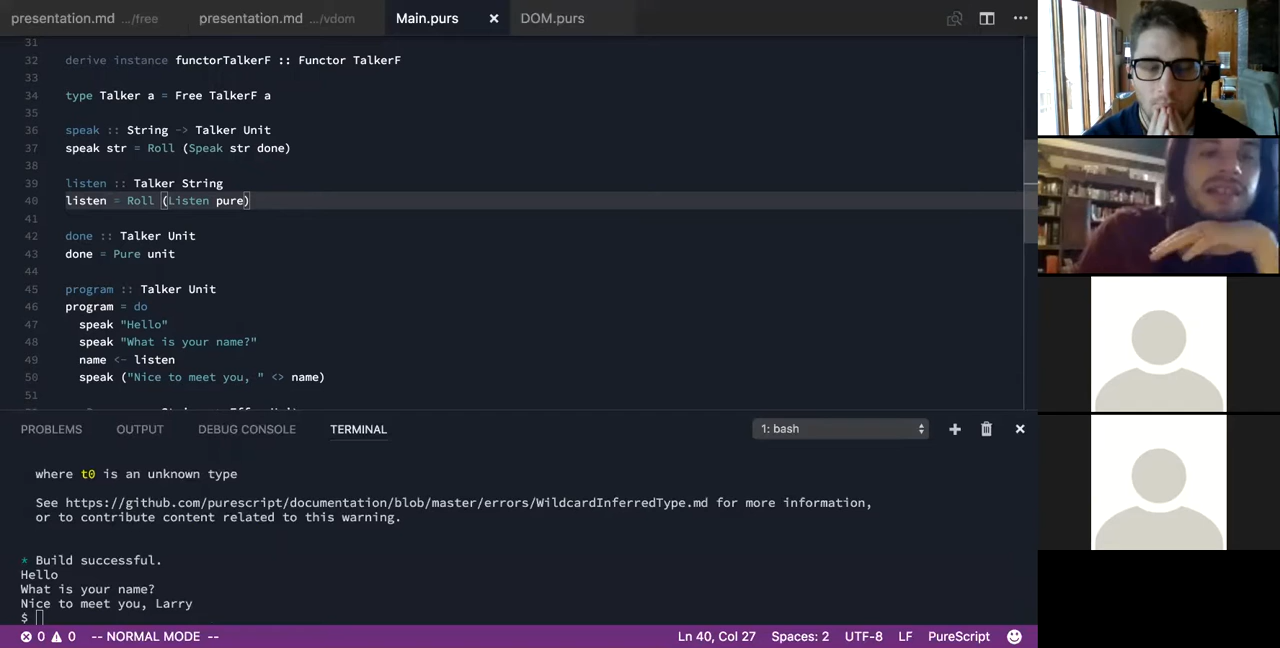 presentation.md .../free presentation.md .../vdom Main.purs × DOM.purs
31
32 derive instance functorTalkerF :: Functor TalkerF
33
34 type Talker a = Free TalkerF a
35
36 speak :: String -> Talker Unit
37 speak str = Roll (Speak str done)
38
39 listen :: Talker String
40 listen = Roll (Listen pure)
41
42 done :: Talker Unit
43 done = Pure unit
44
45 program :: Talker Unit
46 program = do
47 speak "Hello"
48 speak "What is your name?"
49 name <- listen
50 speak ("Nice to meet you, " <> name)
51
PROBLEMS OUTPUT DEBUG CONSOLE TERMINAL 1: bash
where t0 is an unknown type
See https://github.com/purescript/documentation/blob/master/errors/WildcardInferredType.md for more information,
or to contribute content related to this warning.
* Build successful.
Hello
What is your name?
Nice to meet you, Larry
$
0 0 -- NORMAL MODE -- Ln 40, Col 27 Spaces: 2 UTF-8 LF PureScript